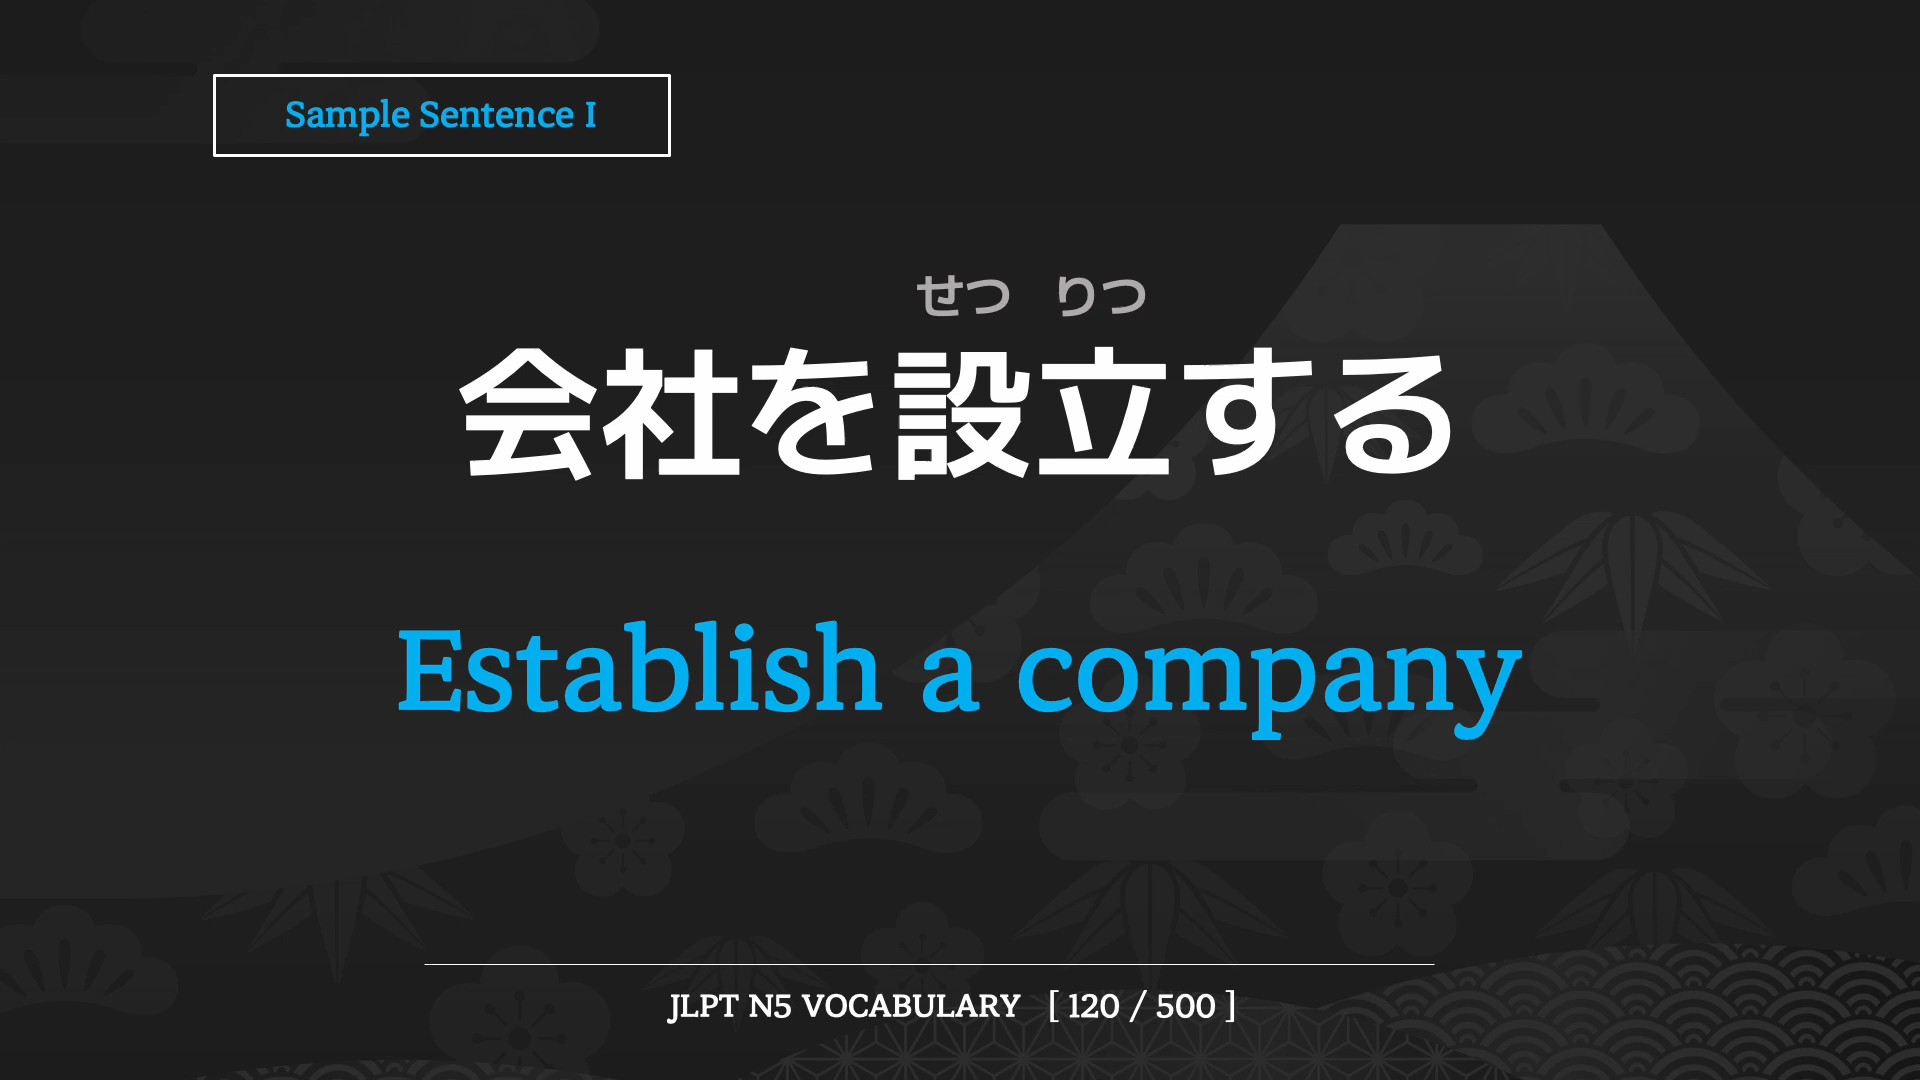 Sample Sentence I
せつ りつ
会社を設立する
Establish a company
JLPT N5 VOCABULARY [ 120 / 500 ]